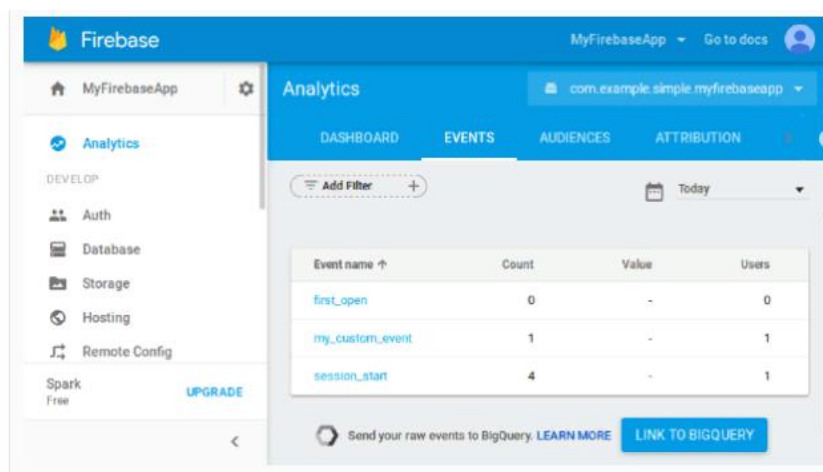 Firebase
MyFirebaseApp
Go to docs
MyFirebaseApp
Analytics
DEVELOP
Auth
Database
Storage
Hosting
Remote Config
Spark
Free
UPGRADE
Analytics
com.example.simple.myfirebaseapp
DASHBOARD EVENTS AUDIENCES ATTRIBUTION
Add Filter +
Today
Event name ↑ Count Value Users
first_open 0 - 0
my_custom_event 1 - 1
session_start 4 - 1
Send your raw events to BigQuery. LEARN MORE LINK TO BIGQUERY